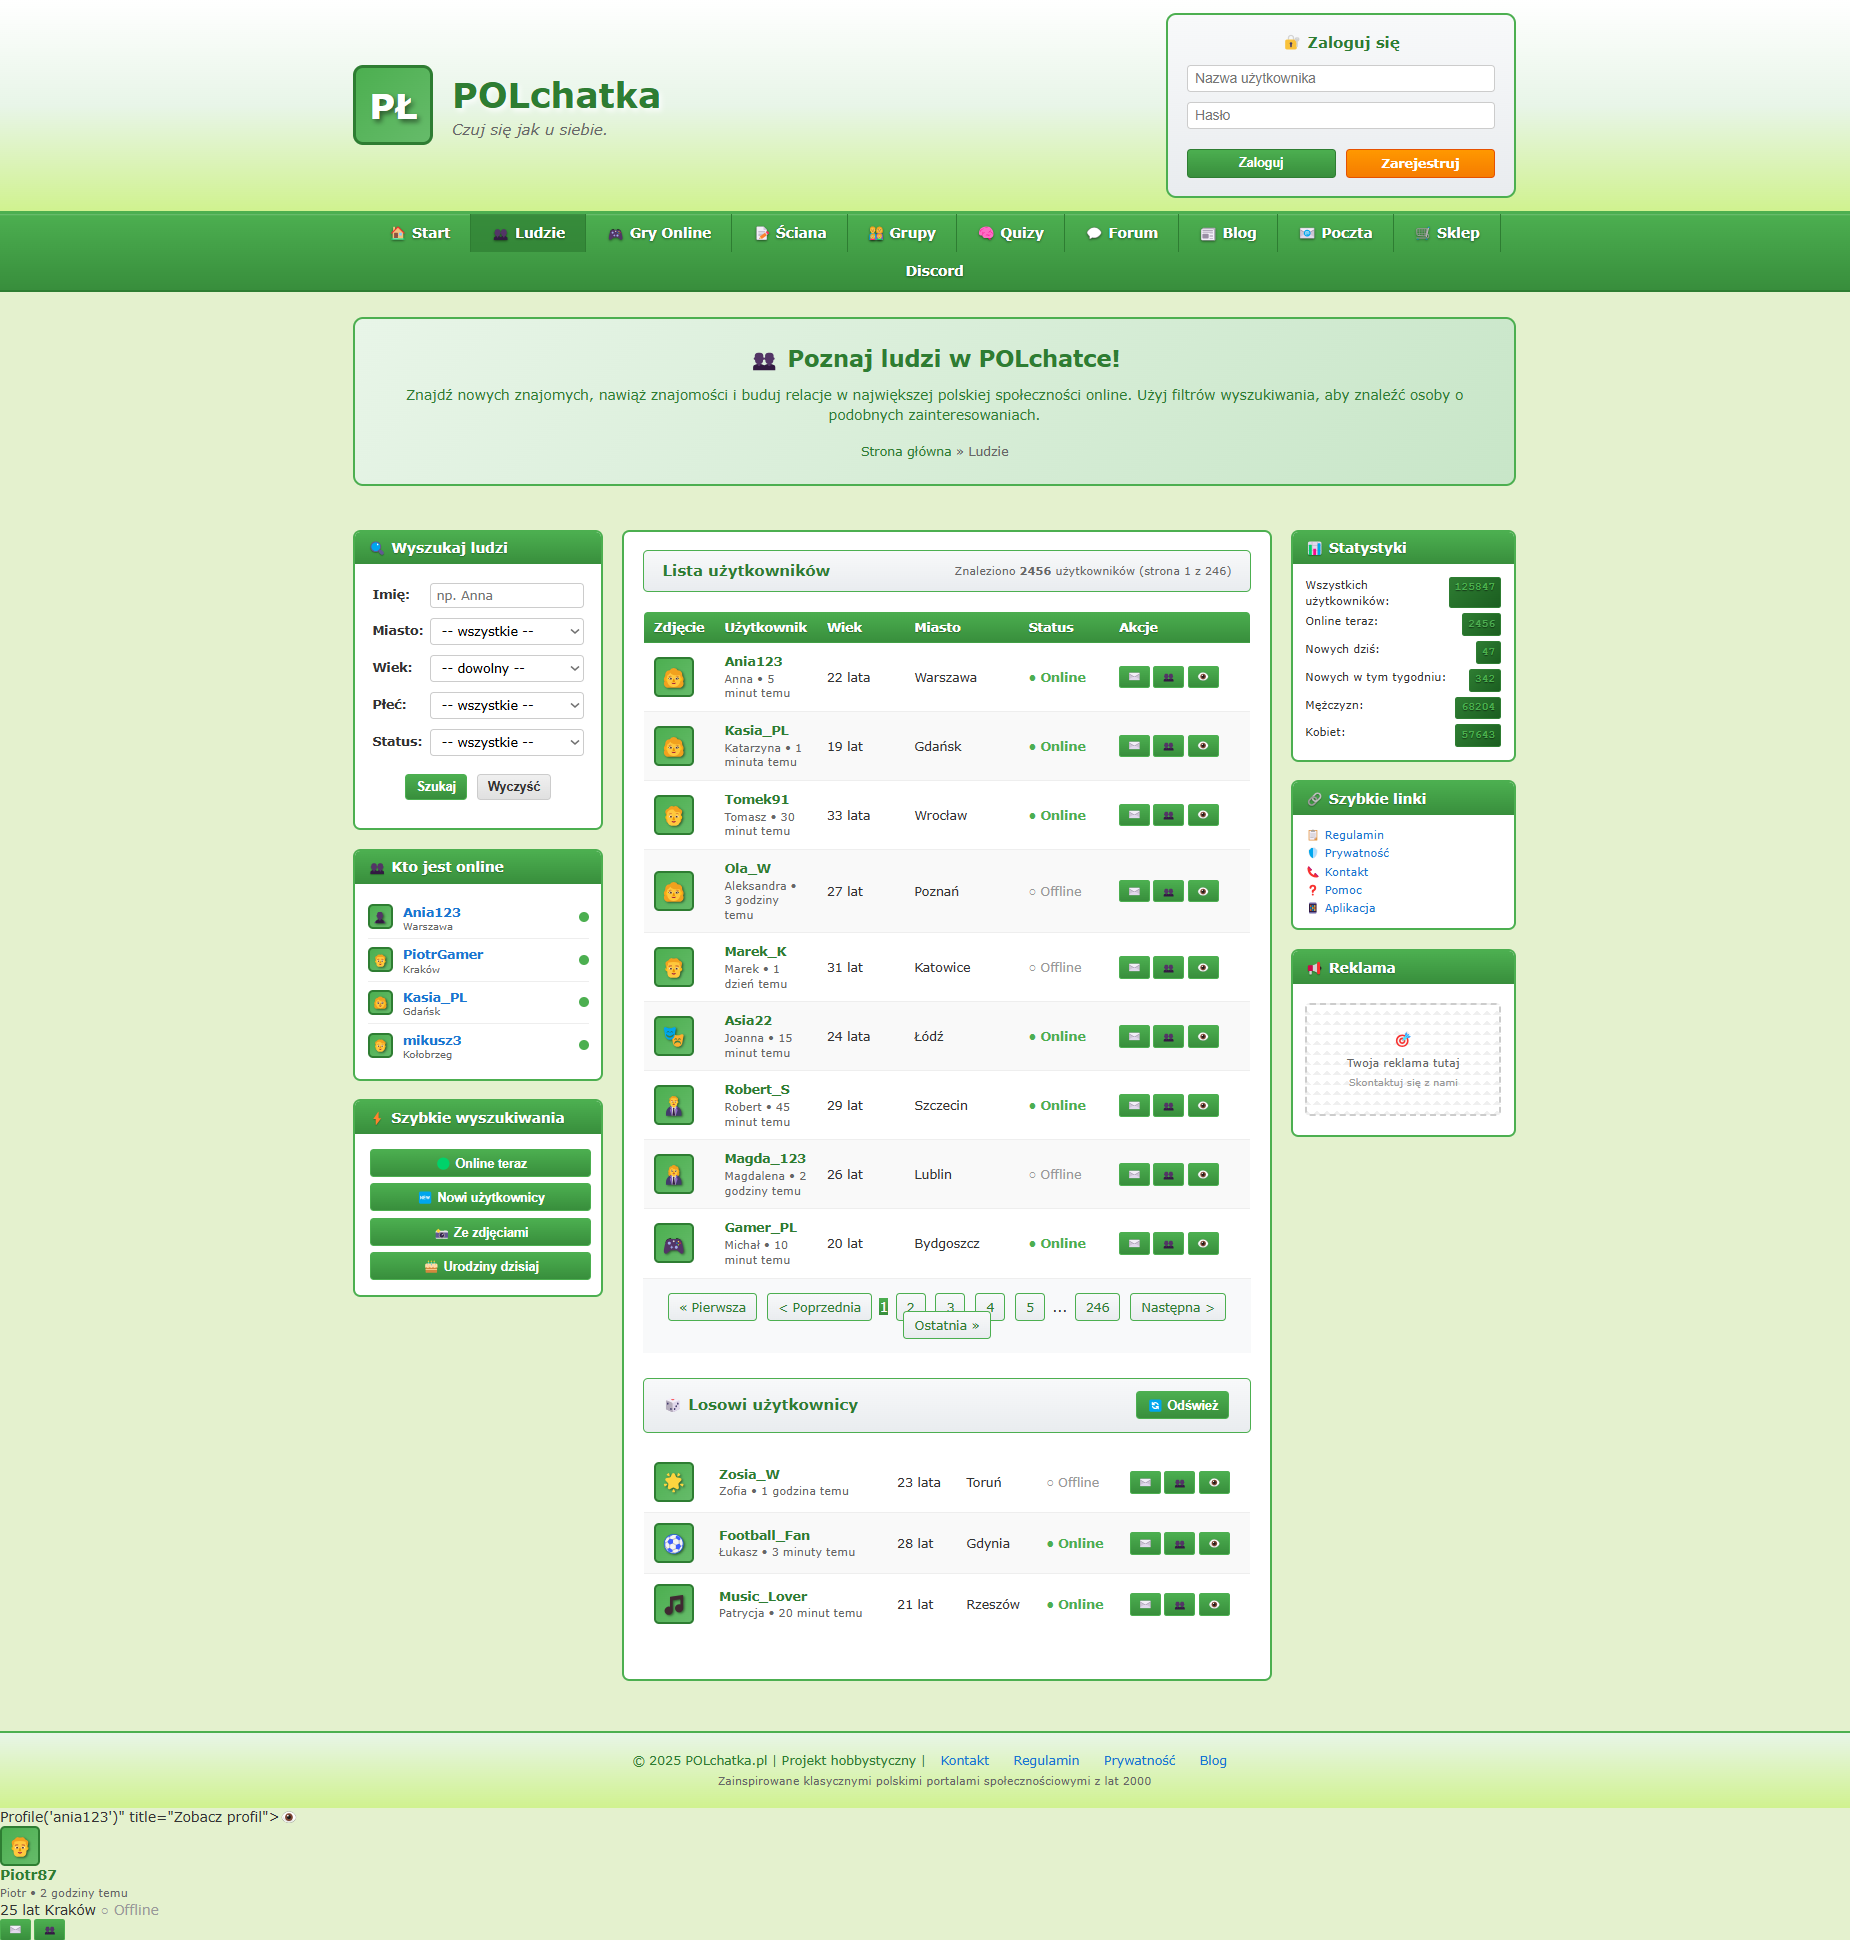 PŁ
POLchatka
Czuj się jak u siebie.
Zaloguj się
Nazwa użytkownika
Hasło
Zaloguj
Zarejestruj
Start
Ludzie
Gry Online
Ściana
Grupy
Quizy
Forum
Blog
Poczta
Sklep
Discord
Poznaj ludzi w POLchatce!
Znajdź nowych znajomych, nawiąż znajomości i buduj relacje w największej polskiej społeczności online. Użyj filtrów wyszukiwania, aby znaleźć osoby o
podobnych zainteresowaniach.
Strona główna » Ludzie
Wyszukaj ludzi
Imię: np. Anna
Miasto: -- wszystkie --
Wiek: -- dowolny --
Płeć: -- wszystkie --
Status: -- wszystkie --
Szukaj Wyczyść
Kto jest online
Ania123
Warszawa
PiotrGamer
Kraków
Kasia_PL
Gdańsk
mikusz3
Kołobrzeg
Szybkie wyszukiwania
Online teraz
Nowi użytkownicy
Ze zdjęciami
Urodziny dzisiaj
Lista użytkowników
Znaleziono 2456 użytkowników (strona 1 z 246)
Zdjęcie Użytkownik Wiek Miasto Status Akcje
Ania123
Anna • 5
minut temu
22 lata Warszawa ● Online
Kasia_PL
Katarzyna • 1
minuta temu
19 lat Gdańsk ● Online
Tomek91
Tomasz • 30
minut temu
33 lata Wrocław ● Online
Ola_W
Aleksandra •
3 godziny
temu
27 lat Poznań ○ Offline
Marek_K
Marek • 1
dzień temu
31 lat Katowice ○ Offline
Asia22
Joanna • 15
minut temu
24 lata Łódź ● Online
Robert_S
Robert • 45
minut temu
29 lat Szczecin ● Online
Magda_123
Magdalena • 2
godziny temu
26 lat Lublin ○ Offline
Gamer_PL
Michał • 10
minut temu
20 lat Bydgoszcz ● Online
« Pierwsza < Poprzednia 1 2 3 4 5 ... 246 Następna >
Ostatnia »
Losowi użytkownicy
Odśwież
Zosia_W
Zofia • 1 godzina temu
23 lata Toruń ○ Offline
Football_Fan
Łukasz • 3 minuty temu
28 lat Gdynia ● Online
Music_Lover
Patrycja • 20 minut temu
21 lat Rzeszów ● Online
Statystyki
Wszystkich
użytkowników:
125847
Online teraz: 2456
Nowych dziś: 47
Nowych w tym tygodniu: 342
Mężczyzn: 68204
Kobiet: 57643
Szybkie linki
Regulamin
Prywatność
Kontakt
Pomoc
Aplikacja
Reklama
Twoja reklama tutaj
Skontaktuj się z nami
© 2025 POLchatka.pl | Projekt hobbystyczny | Kontakt Regulamin Prywatność Blog
Zainspirowane klasycznymi polskimi portalami społecznościowymi z lat 2000
Profile('ania123')" title="Zobacz profil">
Piotr87
Piotr • 2 godziny temu
25 lat Kraków ○ Offline